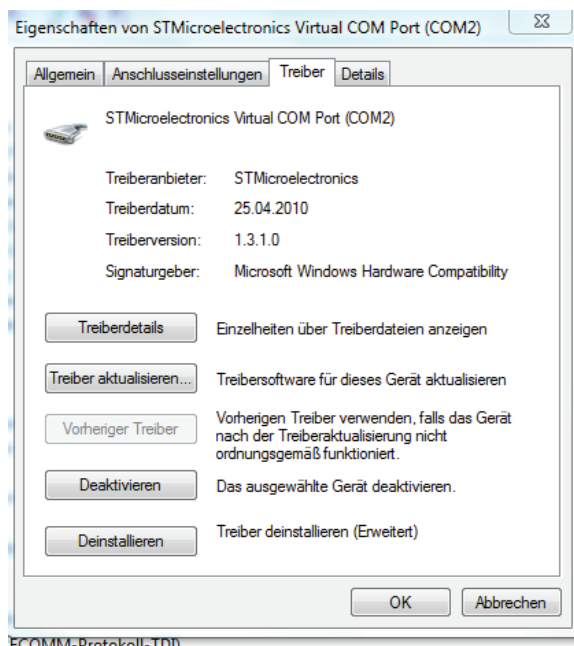 Eigenschaften von STMicroelectronics Virtual COM Port (COM2)
Allgemein Anschlusseinstellungen Treiber Details
STMicroelectronics Virtual COM Port (COM2)
Treiberanbieter: STMicroelectronics
Treiberdatum: 25.04.2010
Treiberversion: 1.3.1.0
Signaturgeber: Microsoft Windows Hardware Compatibility
Treiberdetails Einzelheiten über Treiberdateien anzeigen
Treiber aktualisieren... Treibersoftware für dieses Gerät aktualisieren
Vorheriger Treiber Vorherigen Treiber verwenden, falls das Gerät
nach der Treiberaktualisierung nicht
ordnungsgemäß funktioniert.
Deaktivieren Das ausgewählte Gerät deaktivieren.
Deinstallieren Treiber deinstallieren (Erweitert)
OK Abbrechen